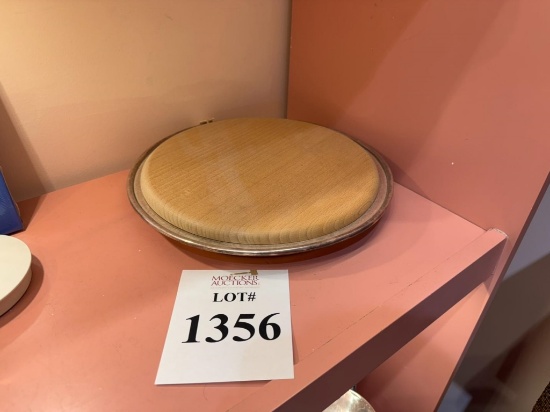 MOECKER
AUCTIONS
LOT#
1356